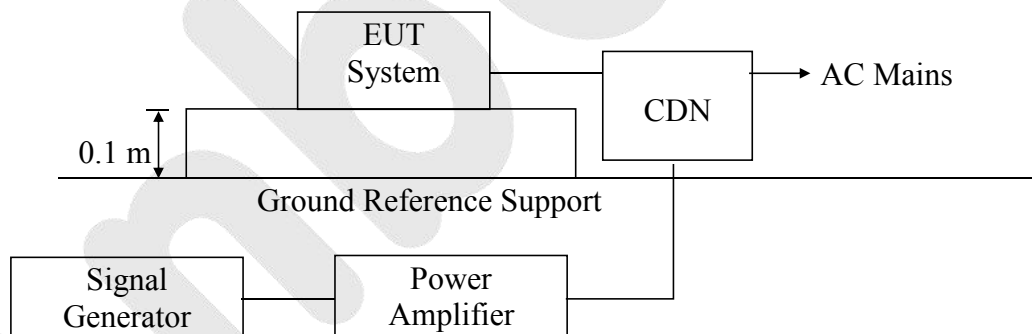 EUT
System
CDN
AC Mains
0.1 m
Ground Reference Support
Signal
Generator
Power
Amplifier